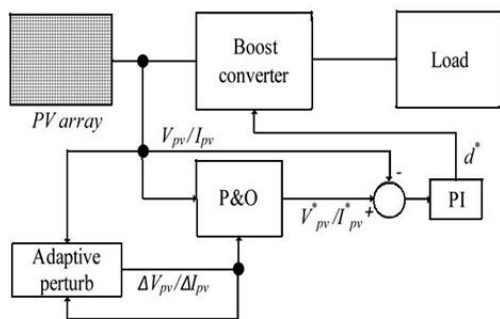 Boost
converter
Load
PV array
V_pv/I_pv
d*
P&O
-
V*_pv/I*_pv
+
PI
Adaptive
perturb
ΔV_pv/ΔI_pv